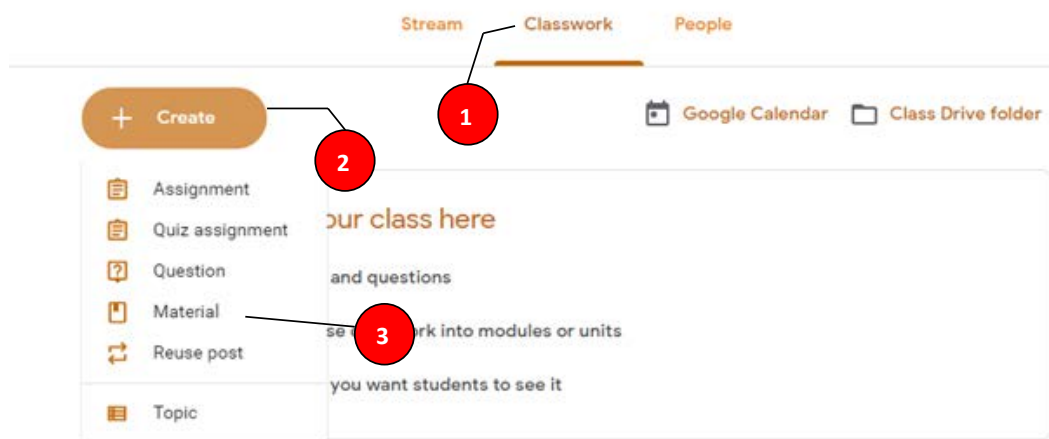 Stream Classwork People
1
+ Create
Google Calendar Class Drive folder
2
Assignment
Quiz assignment
our class here
Question
and questions
Material
3
se rk into modules or units
Reuse post
you want students to see it
Topic